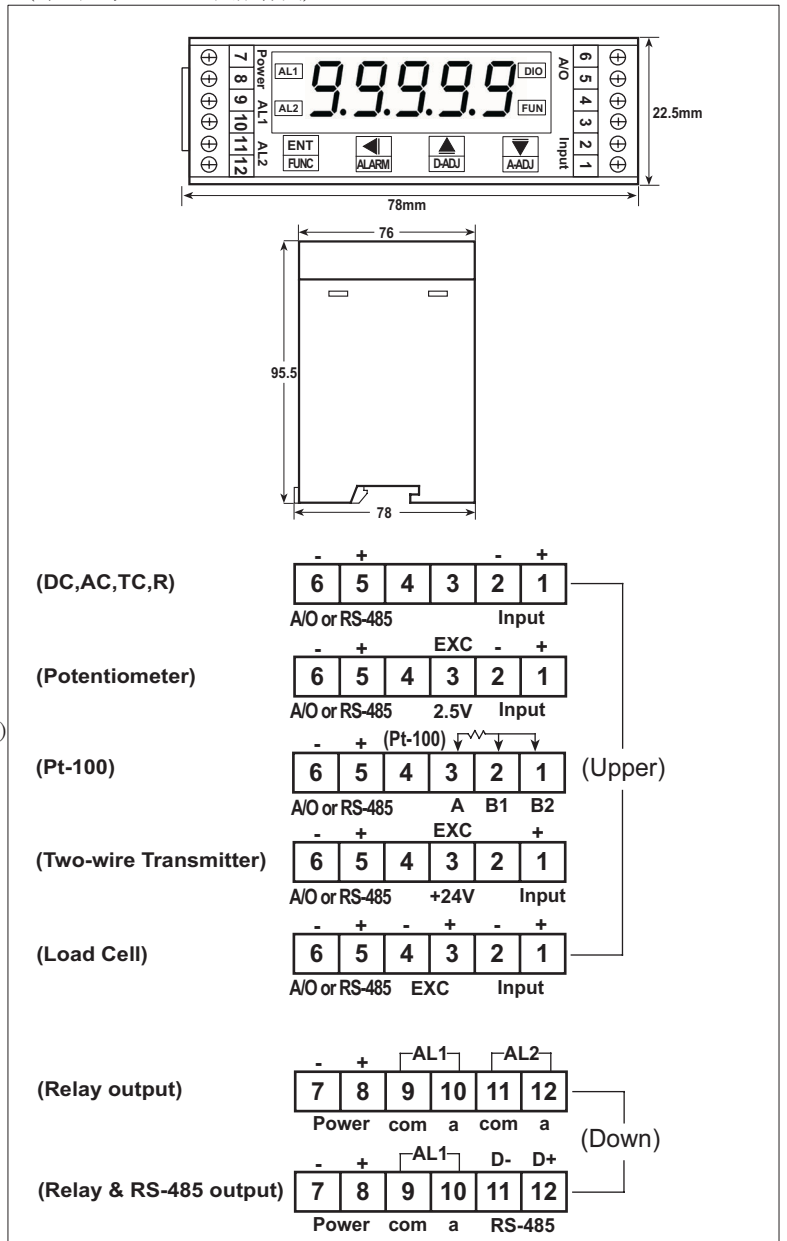 7 Power AL1 9.9.9.9.9 DIO A/O 6
8 5
9 AL1 AL2 FUN 4
10 3
11 AL2 ENT Input 2
12 FUNC ALARM D-ADJ A-ADJ 1
22.5mm
78mm
76
95.5
78
- + - +
(DC,AC,TC,R) 6 5 4 3 2 1
A/O or RS-485 Input
- + EXC - +
(Potentiometer) 6 5 4 3 2 1
A/O or RS-485 2.5V Input
- + (Pt-100)
)
(Pt-100) 6 5 4 3 2 1 (Upper)
A/O or RS-485 A B1 B2
- + EXC +
(Two-wire Transmitter) 6 5 4 3 2 1
A/O or RS-485 +24V Input
- + - + - +
(Load Cell) 6 5 4 3 2 1
A/O or RS-485 EXC Input
- + AL1 AL2
(Relay output) 7 8 9 10 11 12
Power com a com a
(Down)
- + AL1 D- D+
(Relay & RS-485 output) 7 8 9 10 11 12
Power com a RS-485